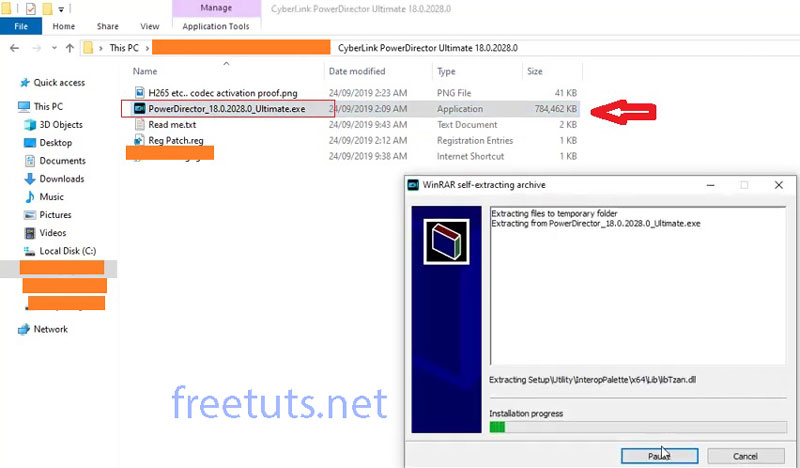 Manage
CyberLink PowerDirector Ultimate 18.0.2028.0
File
Home
Share
View
Application Tools
This PC
CyberLink PowerDirector Ultimate 18.0.2028.0
Name
Date modified
Type
Size
Quick access
This PC
3D Objects
Desktop
Documents
Downloads
Music
Pictures
Videos
Local Disk (C:)
Network
H265 etc.. codec activation proof.png 24/09/2019 2:23 AM PNG File 41 KB
PowerDirector_18.0.2028.0_Ultimate.exe 24/09/2019 2:09 AM Application 784,462 KB
Read me.txt 24/09/2019 9:43 AM Text Document 2 KB
Reg Patch.reg 24/09/2019 2:12 AM Registration Entries 1 KB
24/09/2019 9:38 AM Internet Shortcut 1 KB
WinRAR self-extracting archive
Extracting files to temporary folder
Extracting from PowerDirector_18.0.2028.0_Ultimate.exe
Extracting Setup\Utility\InteropPalette\x64\Lib\libTzan.dll
Installation progress
Pause
Cancel
freetuts.net